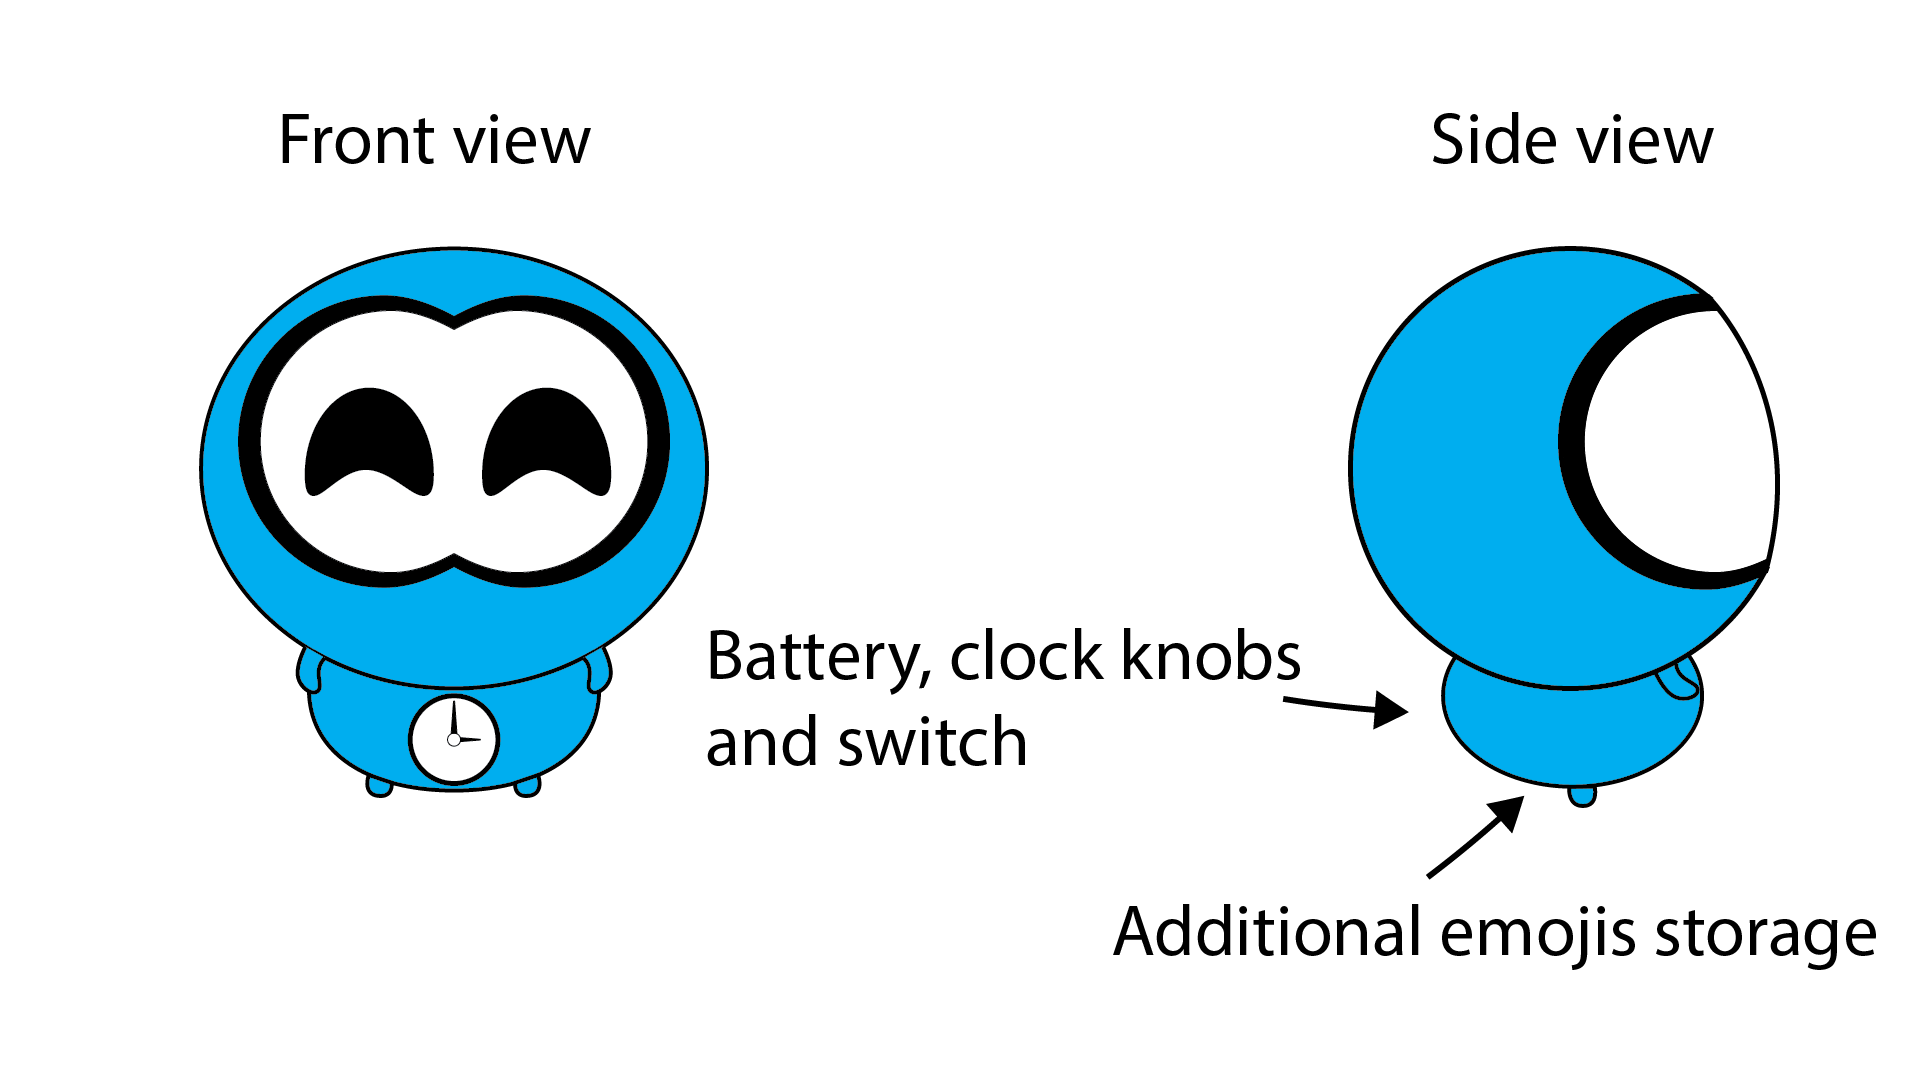 Front view
Side view
Battery, clock knobs
and switch
Additional emojis storage